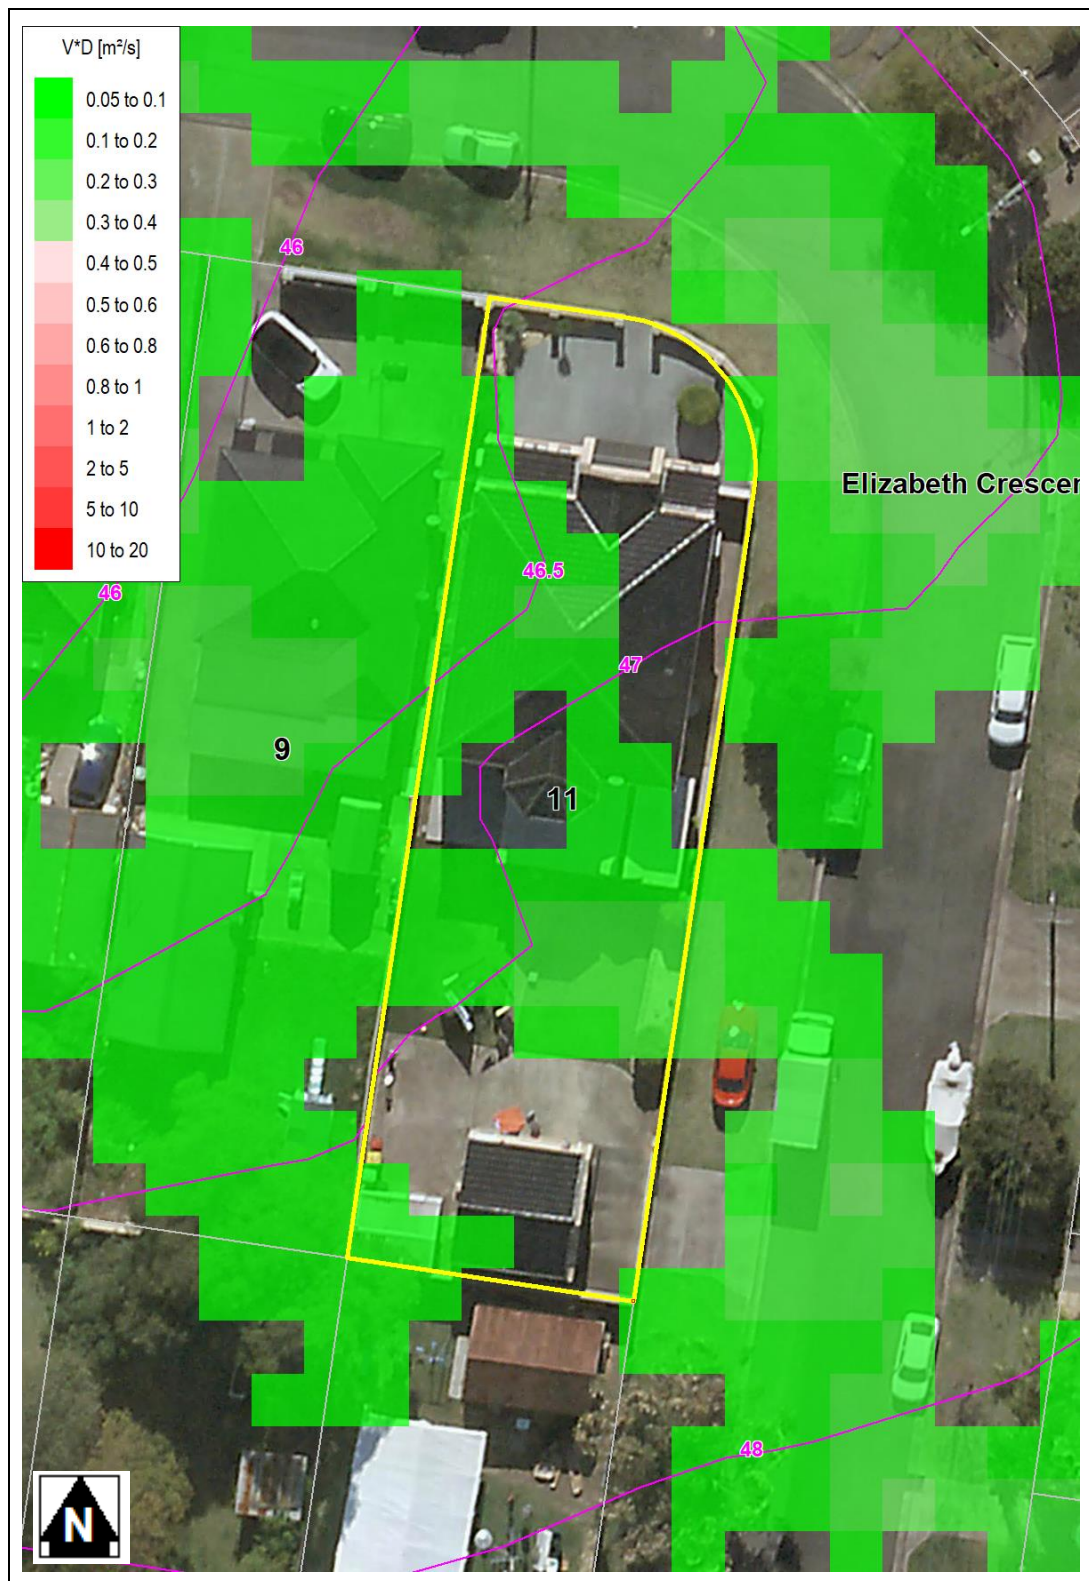 V*D [m²/s]
0.05 to 0.1
0.1 to 0.2
0.2 to 0.3
0.3 to 0.4
0.4 to 0.5
0.5 to 0.6
0.6 to 0.8
0.8 to 1
1 to 2
2 to 5
5 to 10
10 to 20
46
Elizabeth Crescen
46.5
46
47
9
11
48
N